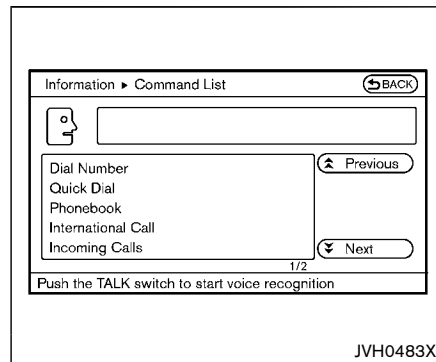 Information ▸ Command List
BACK
Dial Number
Previous
Quick Dial
Phonebook
International Call
Incoming Calls
Next
1/2
Push the TALK switch to start voice recognition
JVH0483X